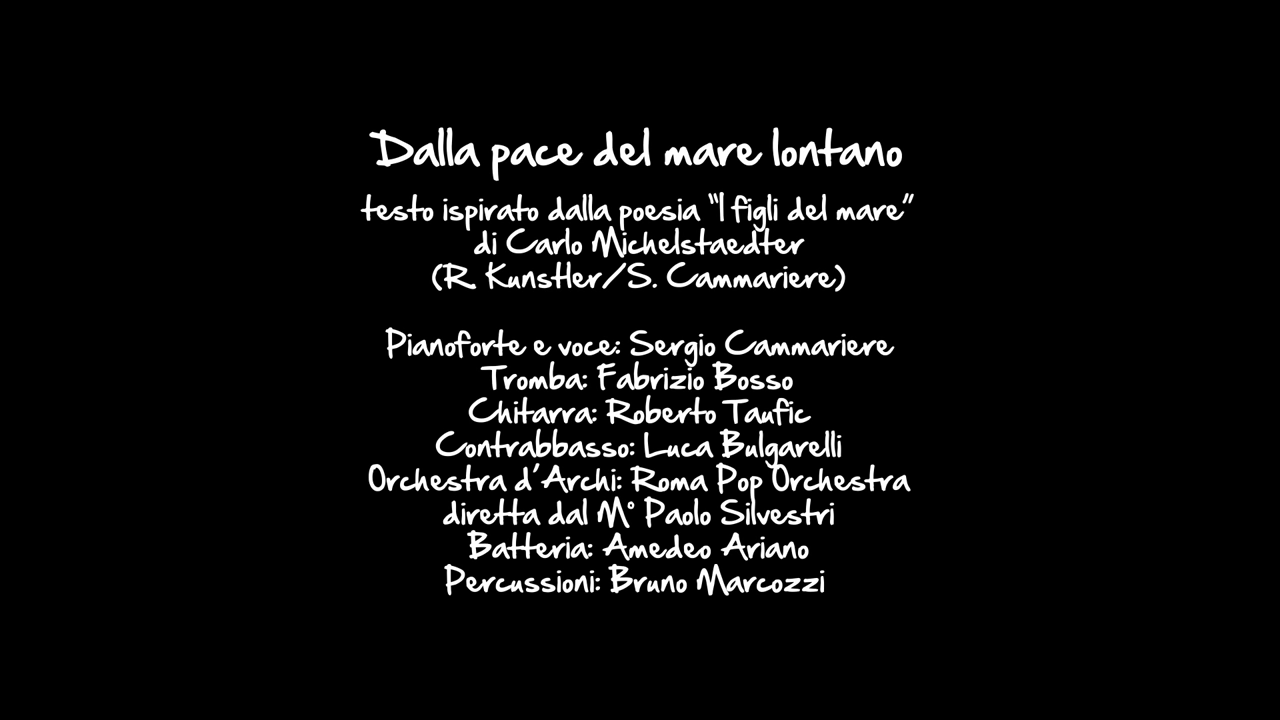 Dalla pace del mare lontano
testo ispirato dalla poesia "I figli del mare"
di Carlo Michelstaedter
(R. Kunstler/S. Cammariere)
Pianoforte e voce: Sergio Cammariere
Tromba: Fabrizio Bosso
Chitarra: Roberto Taufic
Contrabbasso: Luca Bulgarelli
Orchestra d'Archi: Roma Pop Orchestra
diretta dal M° Paolo Silvestri
Batteria: Amedeo Ariano
Percussioni: Bruno Marcozzi